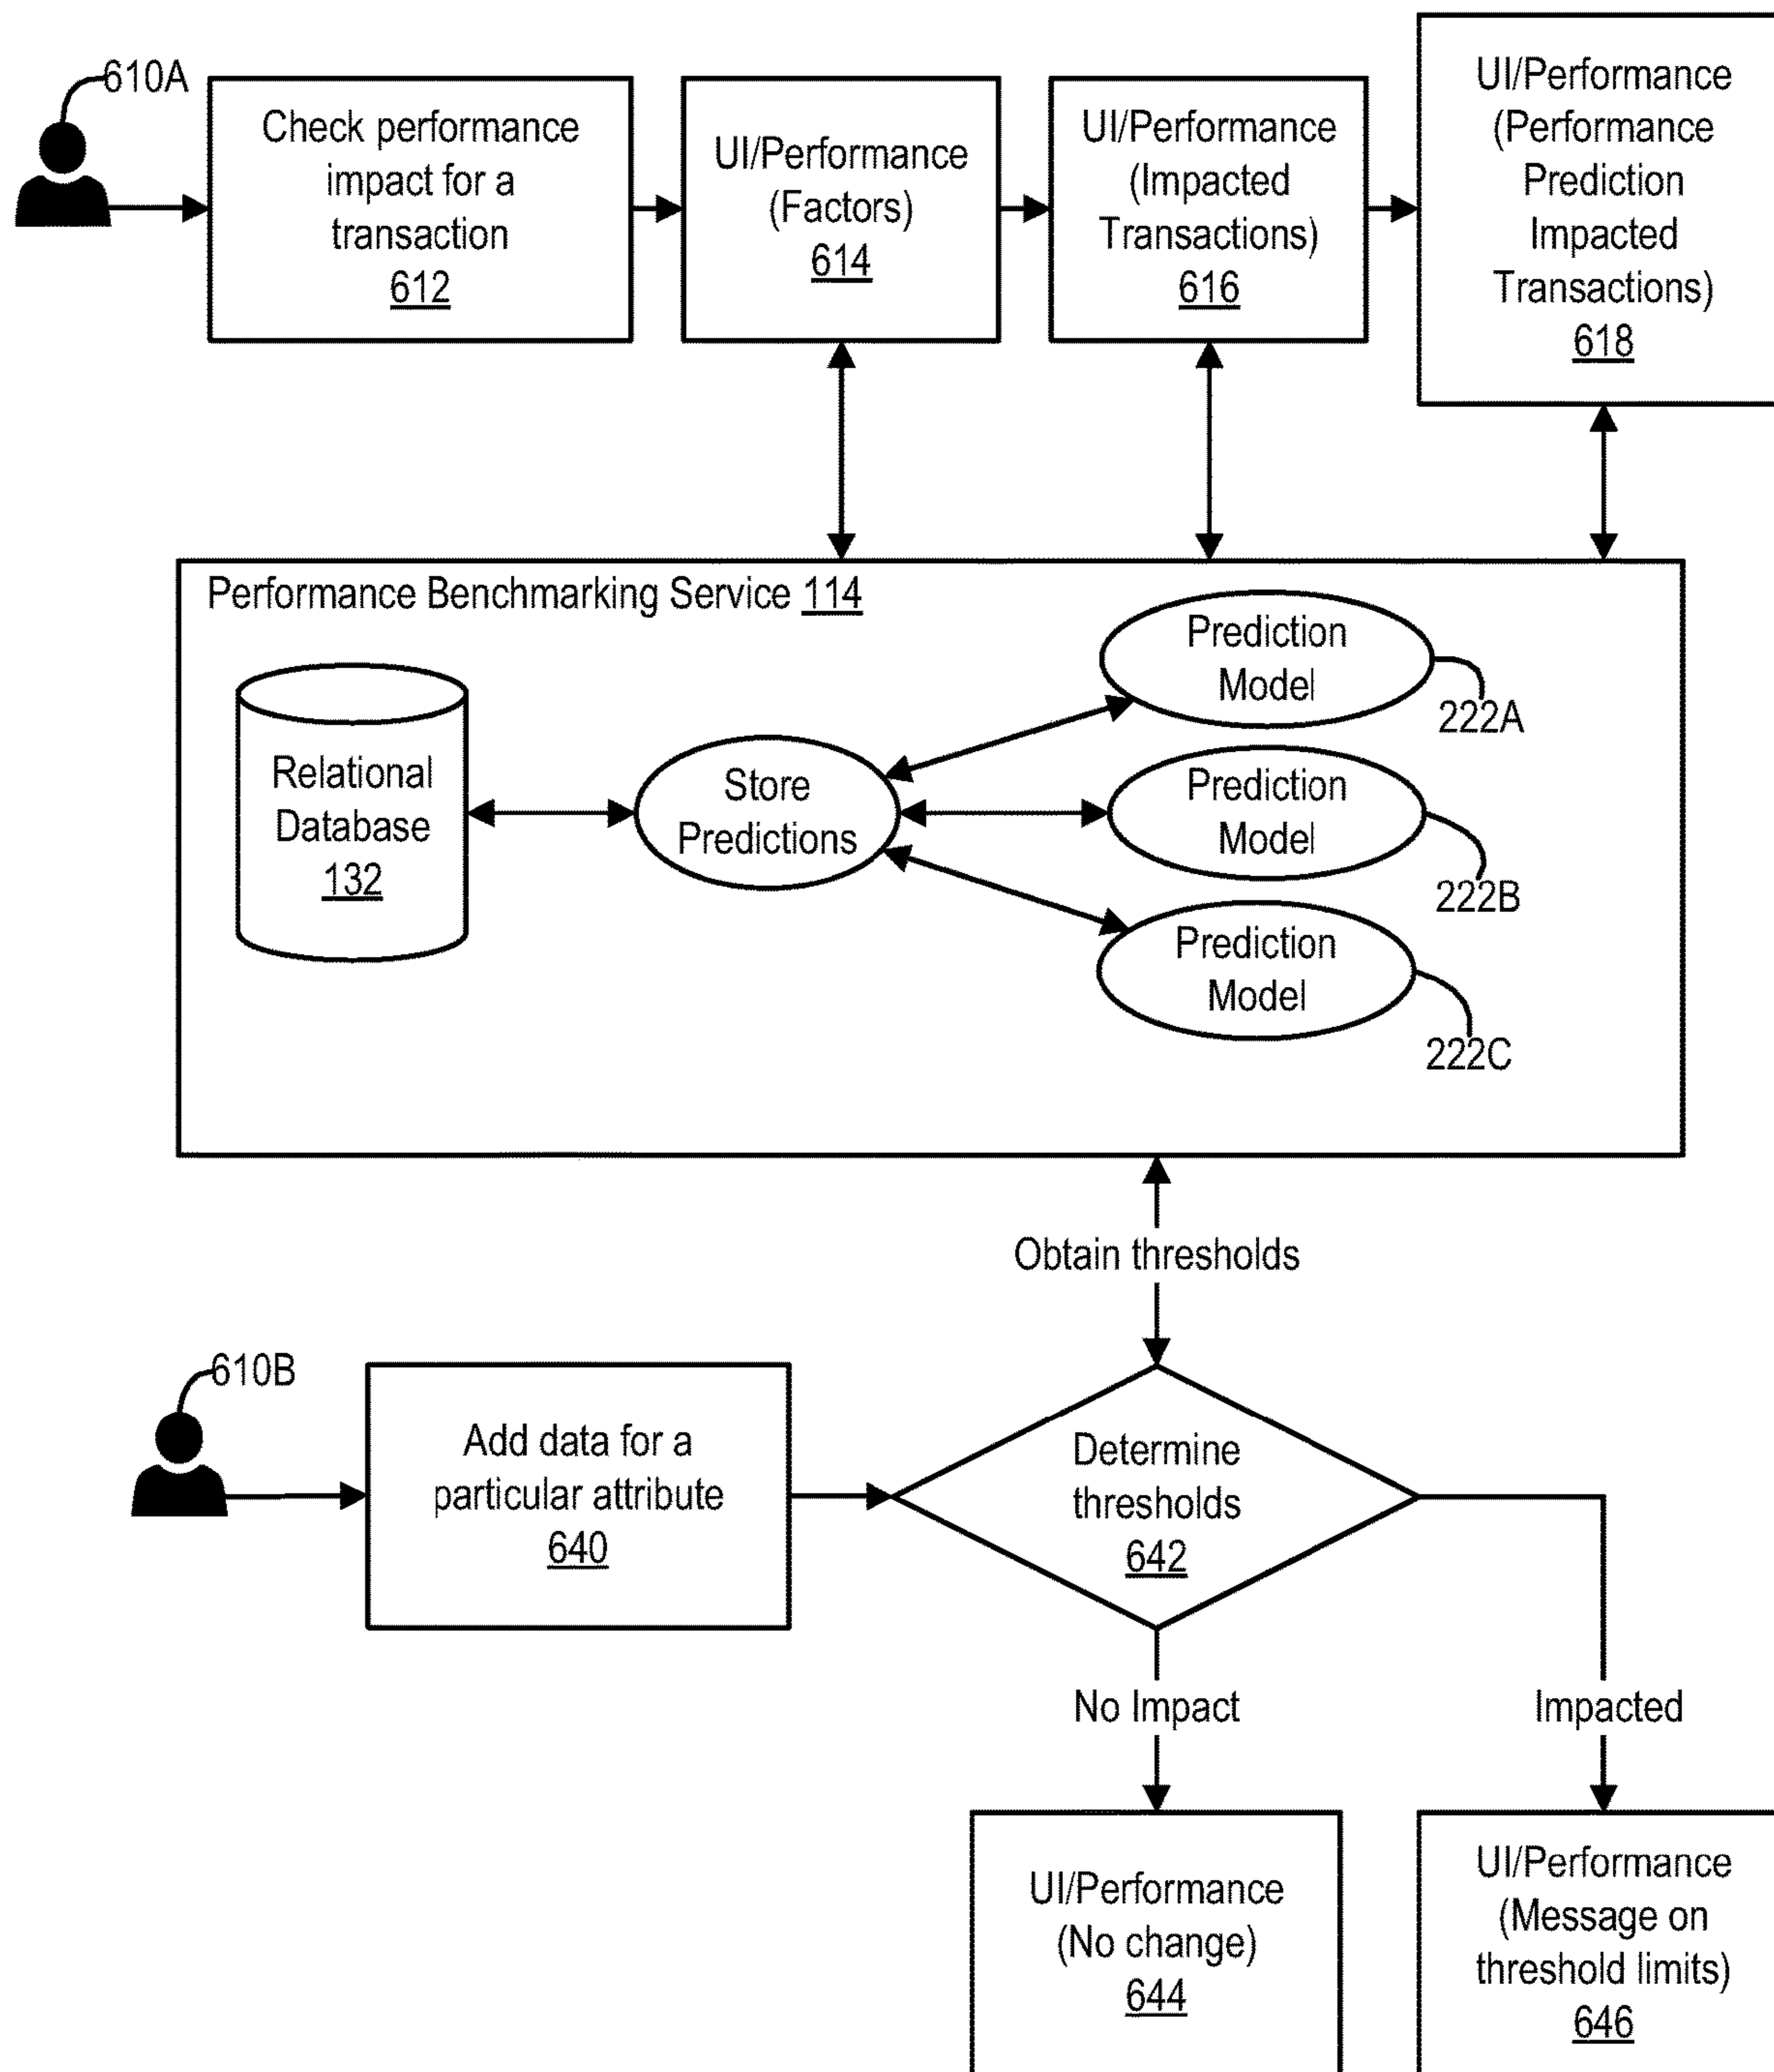 610A
Check performance
impact for a
transaction
612
UI/Performance
(Factors)
614
UI/Performance
(Impacted
Transactions)
616
UI/Performance
(Performance
Prediction
Impacted
Transactions)
618
Performance Benchmarking Service 114
Relational
Database
132
Store
Predictions
Prediction
Model
222A
Prediction
Model
222B
Prediction
Model
222C
Obtain thresholds
610B
Add data for a
particular attribute
640
Determine
thresholds
642
No Impact
Impacted
UI/Performance
(No change)
644
UI/Performance
(Message on
threshold limits)
646